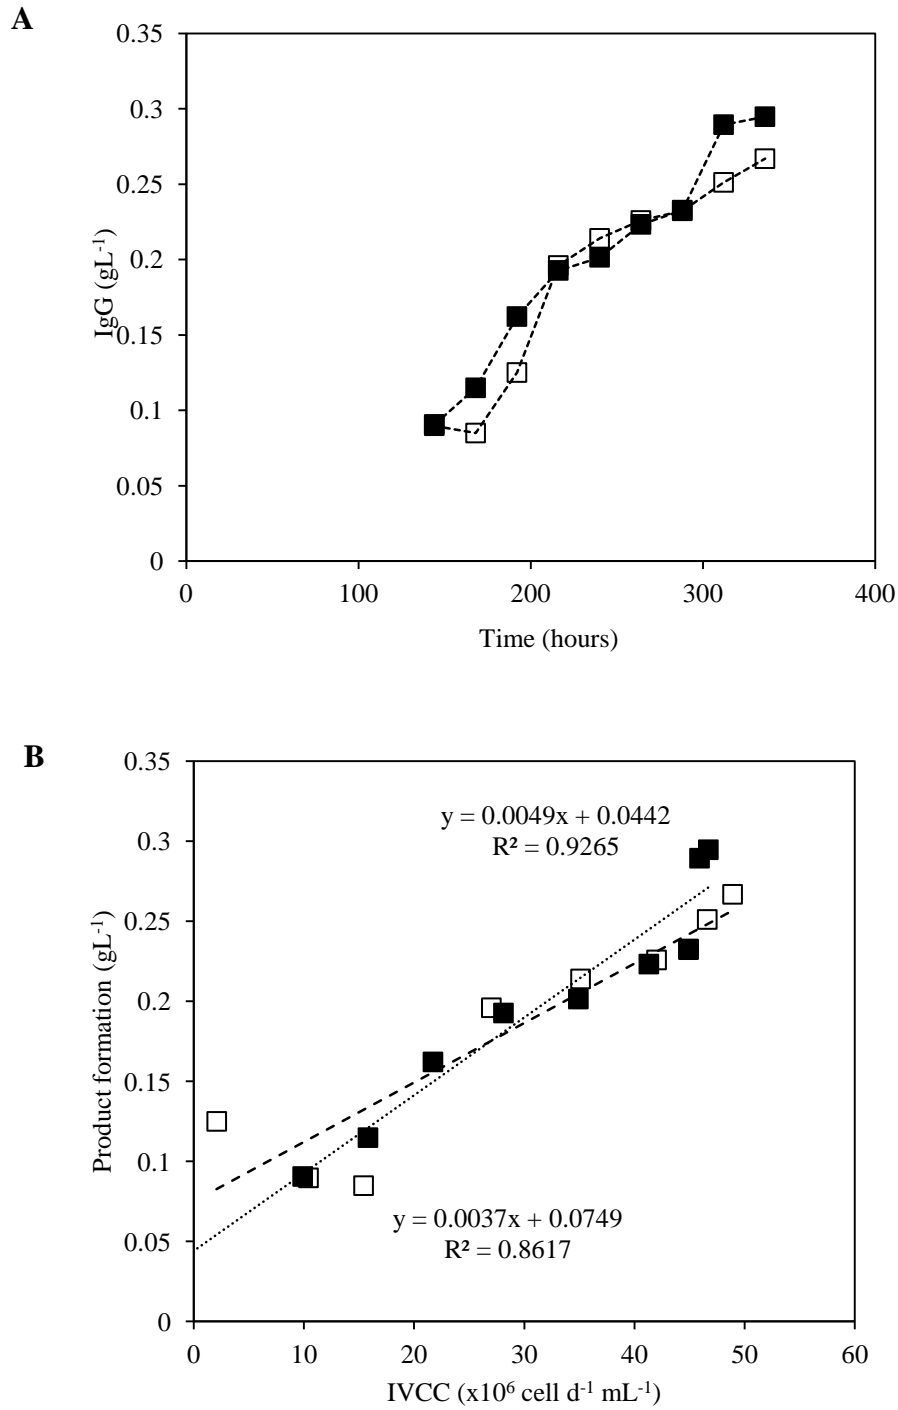 A
0.35
0.3
0.25
0.2
0.15
0.1
0.05
0
IgG (gL⁻¹)
0 100 200 300 400
Time (hours)
B
0.35
0.3
0.25
0.2
0.15
0.1
0.05
0
Product formation (gL⁻¹)
y = 0.0049x + 0.0442
R² = 0.9265
y = 0.0037x + 0.0749
R² = 0.8617
0 10 20 30 40 50 60
IVCC (x10⁶ cell d⁻¹ mL⁻¹)